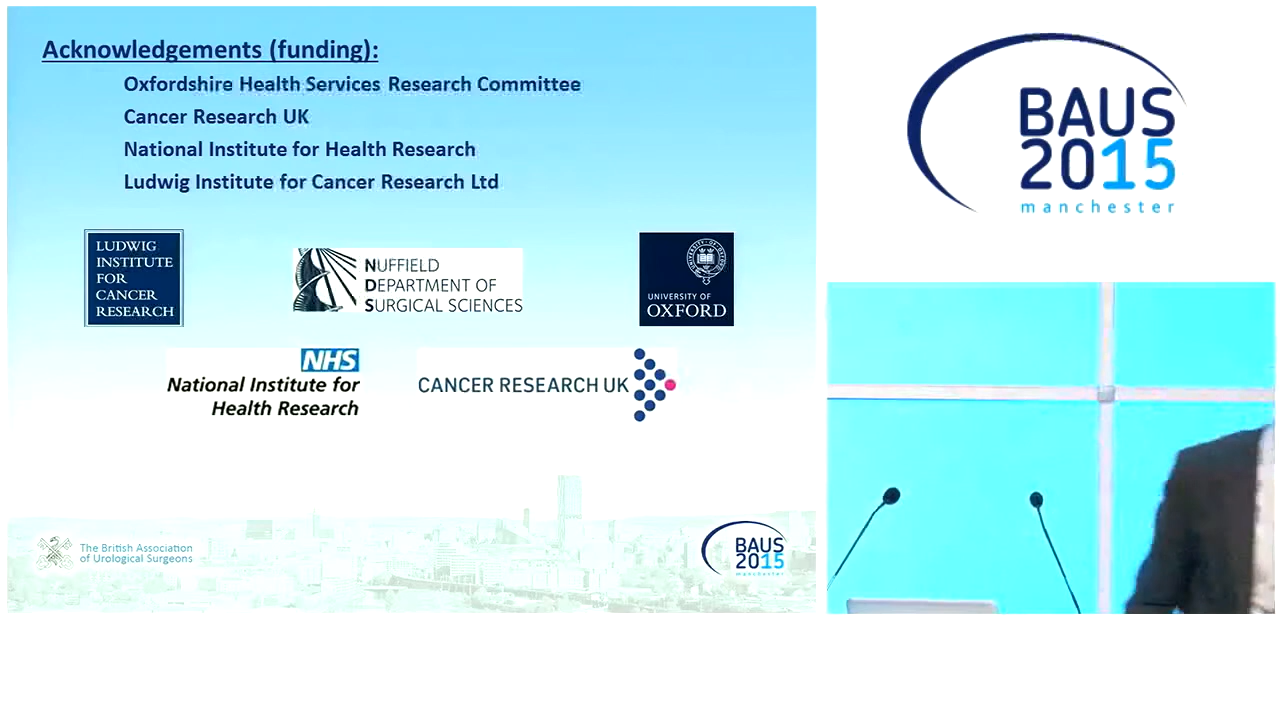 Acknowledgements (funding):
Oxfordshire Health Services Research Committee
Cancer Research UK
National Institute for Health Research
Ludwig Institute for Cancer Research Ltd
LUDWIG
INSTITUTE
FOR
CANCER
RESEARCH
NUFFIELD
DEPARTMENT OF
SURGICAL SCIENCES
UNIVERSITY OF
OXFORD
NHS
National Institute for
Health Research
CANCER RESEARCH UK
The British Association
of Urological Surgeons
BAUS
2015
manchester
BAUS
2015
manchester